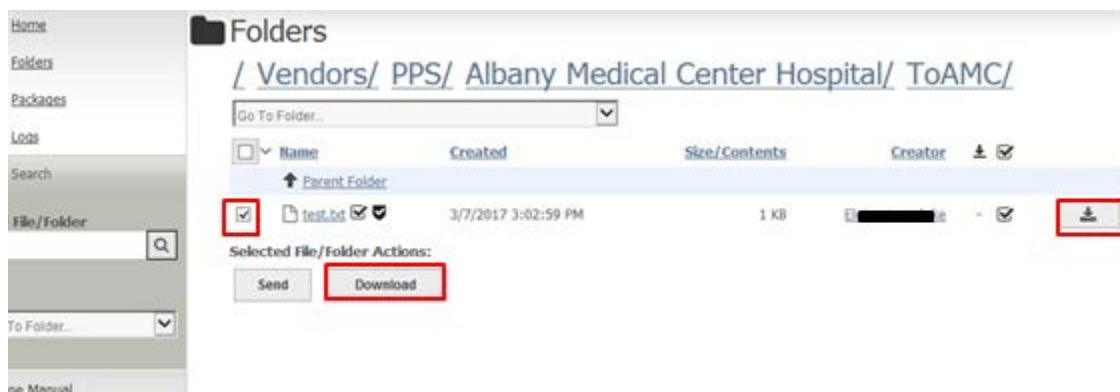 Home
Folders
Packages
Logs
Search
File/Folder
To Folder...
ne Manual
Folders
/ Vendors/ PPS/ Albany Medical Center Hospital/ ToAMC/
Go To Folder...
Name Created Size/Contents Creator
Parent Folder
test.txt 3/7/2017 3:02:59 PM 1 KB -
Selected File/Folder Actions:
Send Download